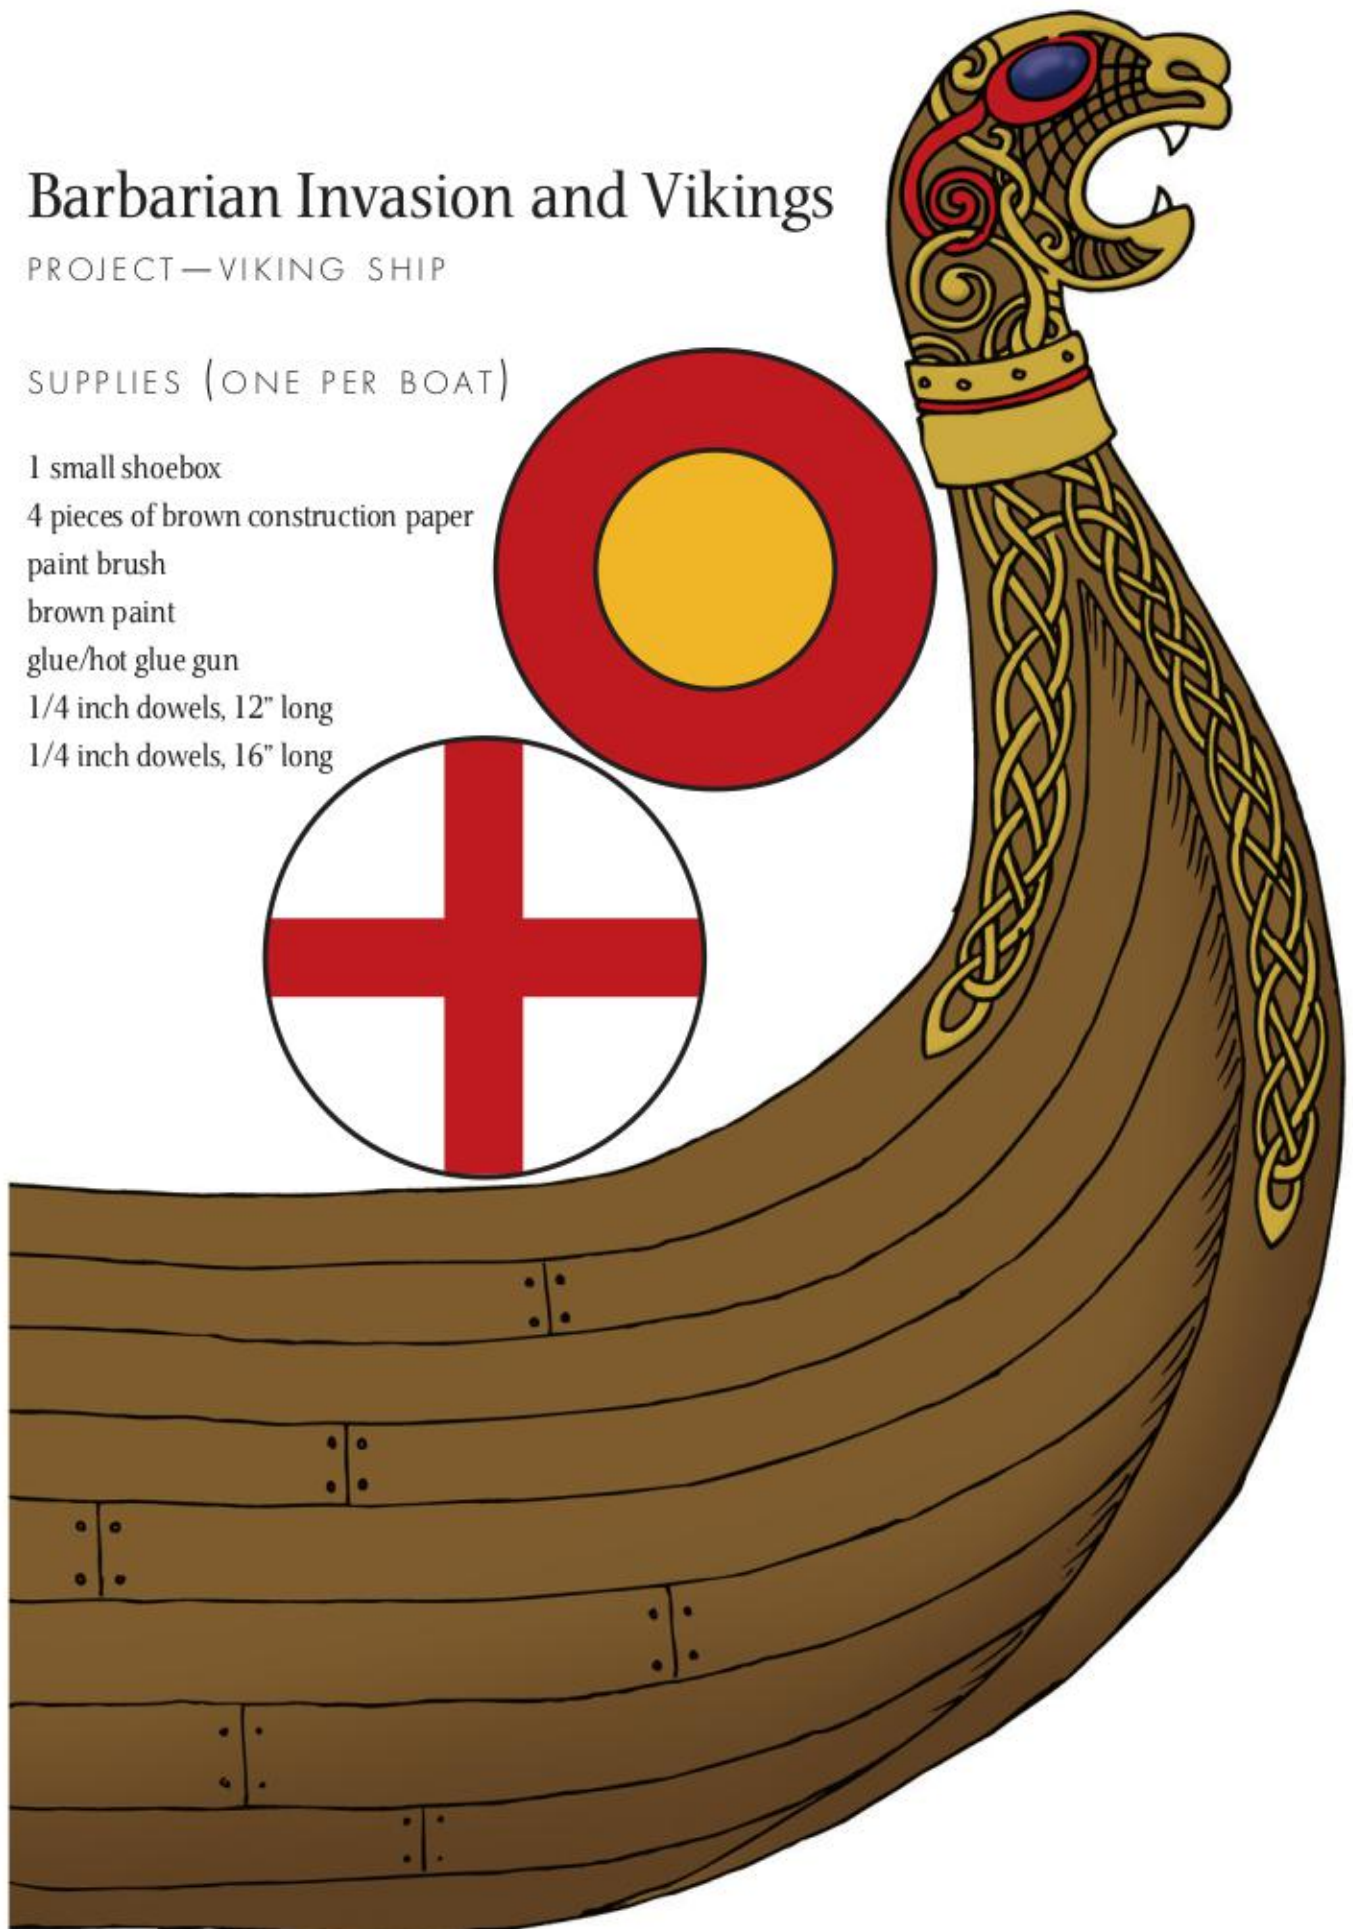 Barbarian Invasion and Vikings
PROJECT—VIKING SHIP
SUPPLIES (ONE PER BOAT)
1 small shoebox
4 pieces of brown construction paper
paint brush
brown paint
glue/hot glue gun
1/4 inch dowels, 12” long
1/4 inch dowels, 16” long